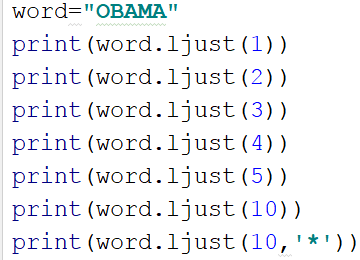 word="OBAMA"
print(word.ljust(1))
print(word.ljust(2))
print(word.ljust(3))
print(word.ljust(4))
print(word.ljust(5))
print(word.ljust(10))
print(word.ljust(10,'*'))